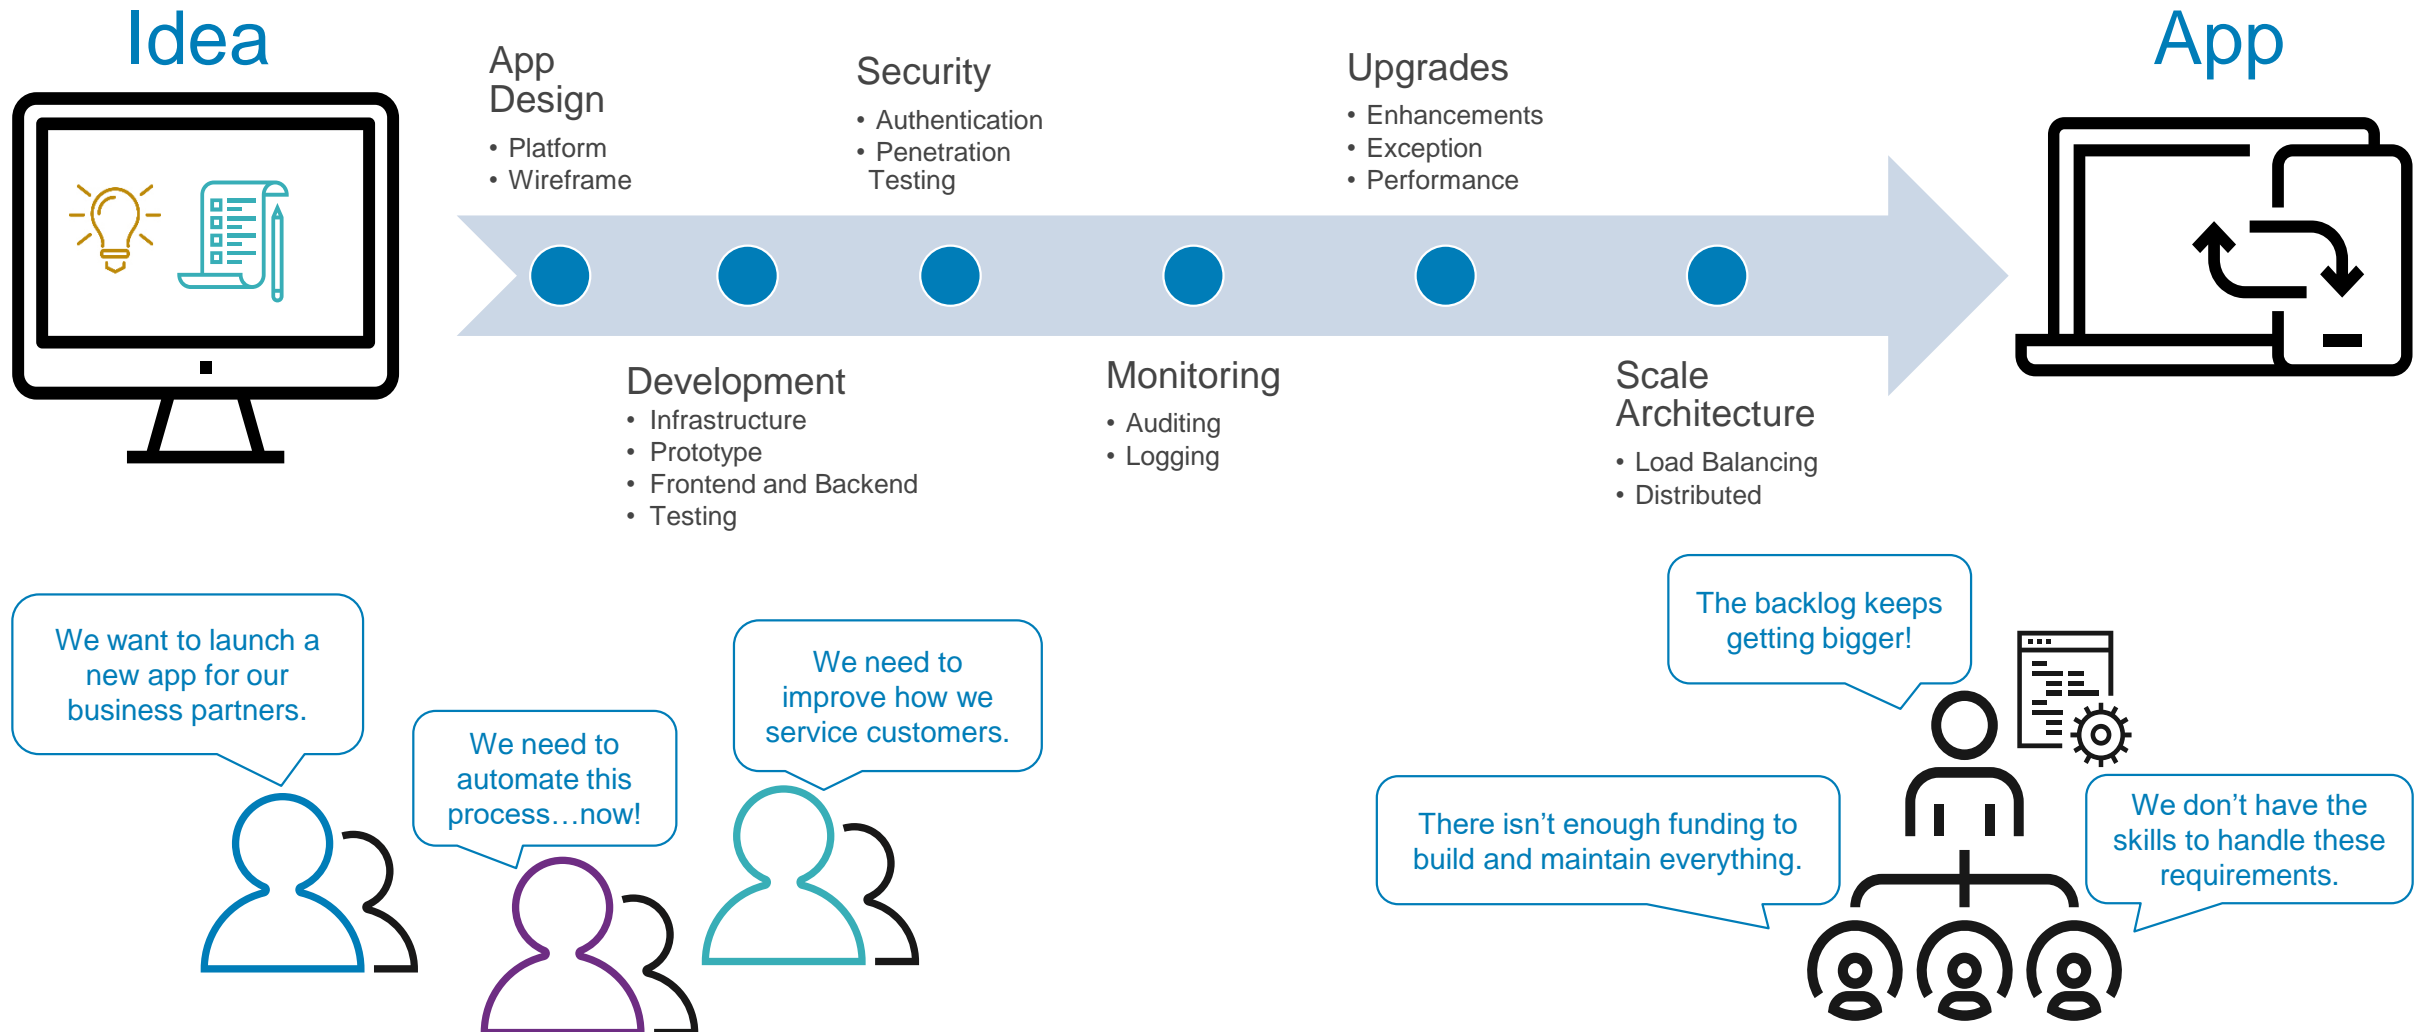 Idea
App
Design
• Platform
• Wireframe
Security
• Authentication
• Penetration
Testing
Upgrades
• Enhancements
• Exception
• Performance
App
Development
• Infrastructure
• Prototype
• Frontend and Backend
• Testing
Monitoring
• Auditing
• Logging
Scale
Architecture
• Load Balancing
• Distributed
We want to launch a
new app for our
business partners.
We need to
automate this
process…now!
We need to
improve how we
service customers.
The backlog keeps
getting bigger!
There isn’t enough funding to
build and maintain everything.
We don’t have the
skills to handle these
requirements.